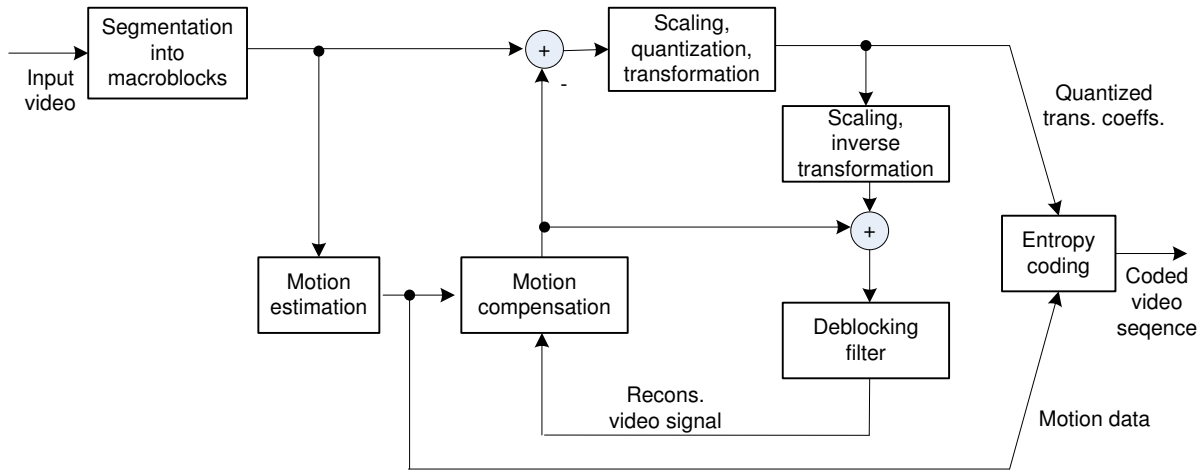 Segmentation
into
macroblocks
Input
video
+
-
Scaling,
quantization,
transformation
Quantized
trans. coeffs.
Scaling,
inverse
transformation
+
Entropy
coding
Coded
video
seqence
Motion
estimation
Motion
compensation
Deblocking
filter
Recons.
video signal
Motion data